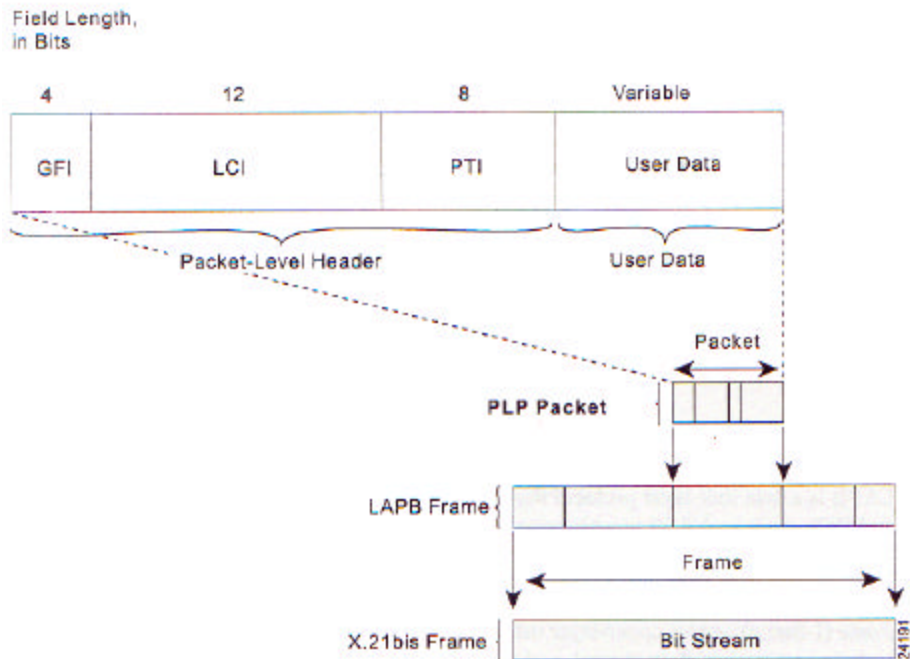 Field Length,
in Bits
4 12 8 Variable
GFI LCI PTI User Data
Packet-Level Header User Data
Packet
PLP Packet
LAPB Frame
Frame
X.21bis Frame Bit Stream
24191